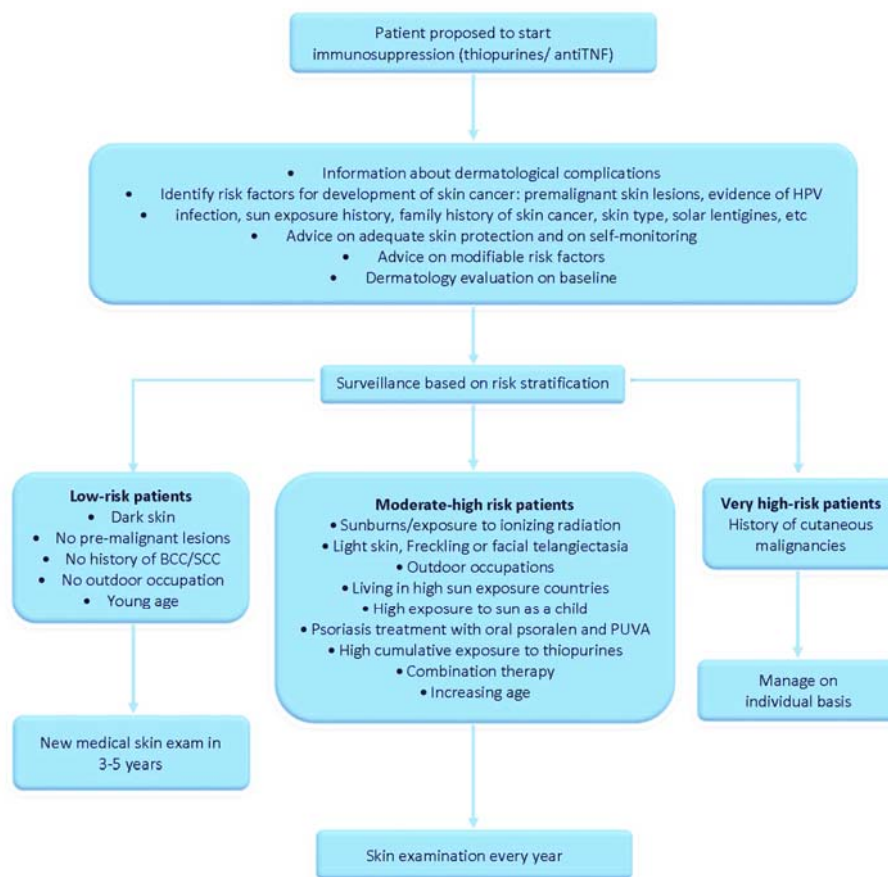 Patient proposed to start
immunosuppression (thiopurines/ antiTNF)
• Information about dermatological complications
• Identify risk factors for development of skin cancer: premalignant skin lesions, evidence of HPV
• infection, sun exposure history, family history of skin cancer, skin type, solar lentigines, etc
• Advice on adequate skin protection and on self-monitoring
• Advice on modifiable risk factors
• Dermatology evaluation on baseline
Surveillance based on risk stratification
Low-risk patients
• Dark skin
• No pre-malignant lesions
• No history of BCC/SCC
• No outdoor occupation
• Young age
New medical skin exam in
3-5 years
Moderate-high risk patients
• Sunburns/exposure to ionizing radiation
• Light skin, Freckling or facial telangiectasia
• Outdoor occupations
• Living in high sun exposure countries
• High exposure to sun as a child
• Psoriasis treatment with oral psoralen and PUVA
• High cumulative exposure to thiopurines
• Combination therapy
• Increasing age
Skin examination every year
Very high-risk patients
History of cutaneous
malignancies
Manage on
individual basis